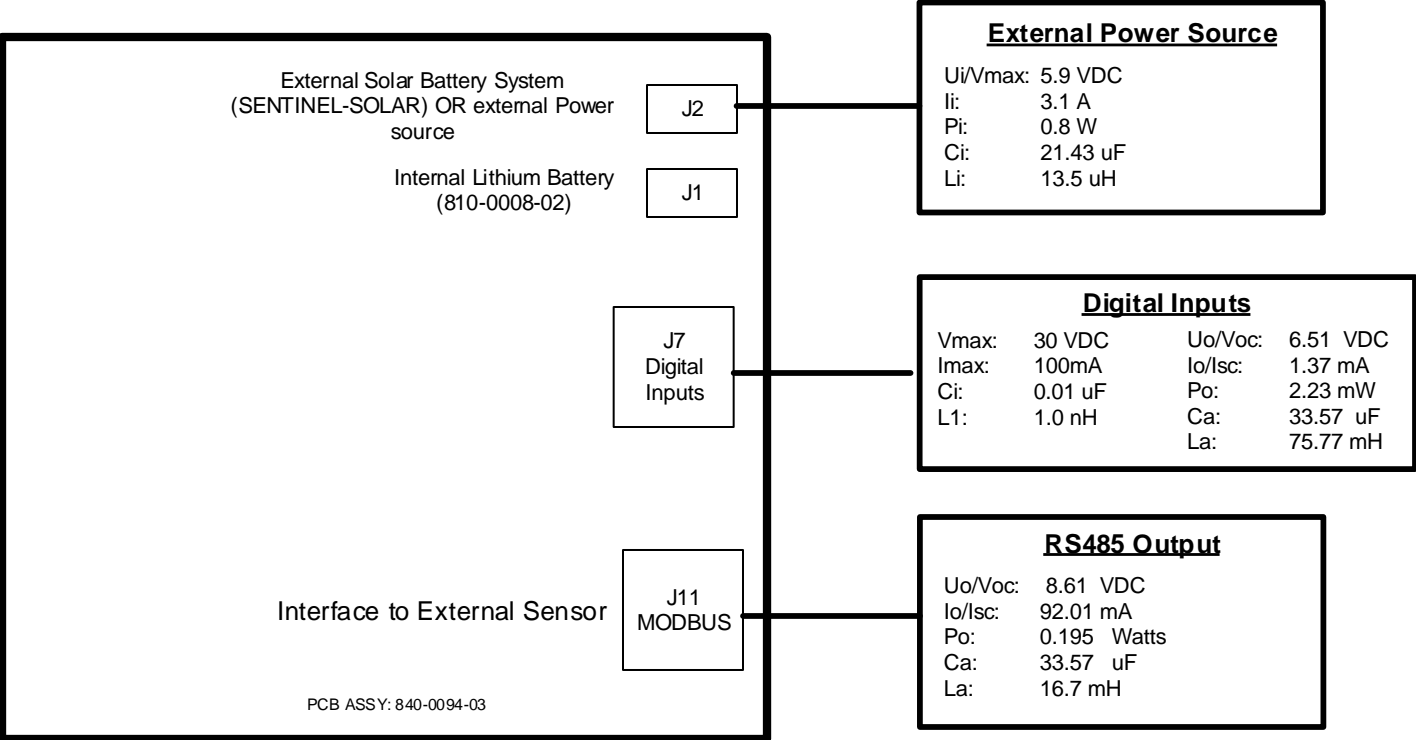 External Solar Battery System
(SENTINEL-SOLAR) OR external Power
source
J2
Internal Lithium Battery
(810-0008-02)
J1
J7
Digital
Inputs
Interface to External Sensor
J11
MODBUS
PCB ASSY: 840-0094-03
External Power Source
Ui/Vmax: 5.9 VDC
Ii: 3.1 A
Pi: 0.8 W
Ci: 21.43 uF
Li: 13.5 uH
Digital Inputs
Vmax: 30 VDC Uo/Voc: 6.51 VDC
Imax: 100mA Io/Isc: 1.37 mA
Ci: 0.01 uF Po: 2.23 mW
L1: 1.0 nH Ca: 33.57 uF
La: 75.77 mH
RS485 Output
Uo/Voc: 8.61 VDC
Io/Isc: 92.01 mA
Po: 0.195 Watts
Ca: 33.57 uF
La: 16.7 mH